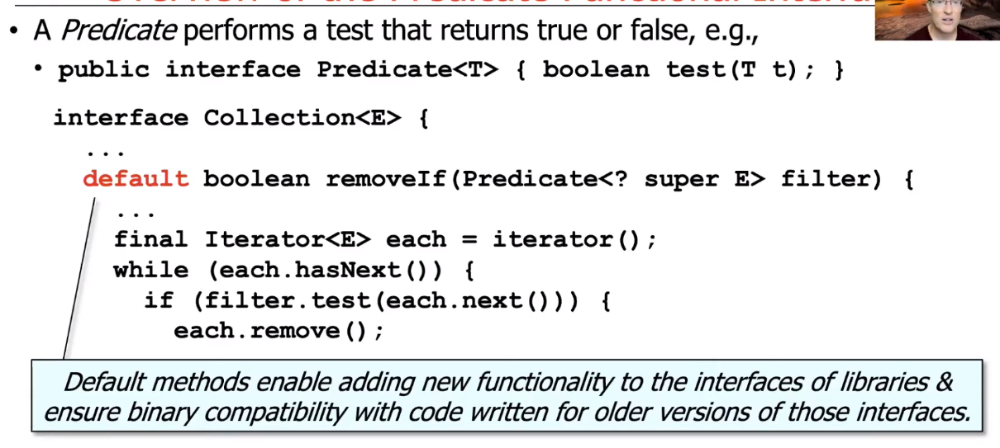 • A Predicate performs a test that returns true or false, e.g.,
• public interface Predicate<T> { boolean test(T t); }
interface Collection<E> {
...
default boolean removeIf(Predicate<? super E> filter) {
...
final Iterator<E> each = iterator();
while (each.hasNext()) {
if (filter.test(each.next())) {
each.remove();
Default methods enable adding new functionality to the interfaces of libraries &
ensure binary compatibility with code written for older versions of those interfaces.